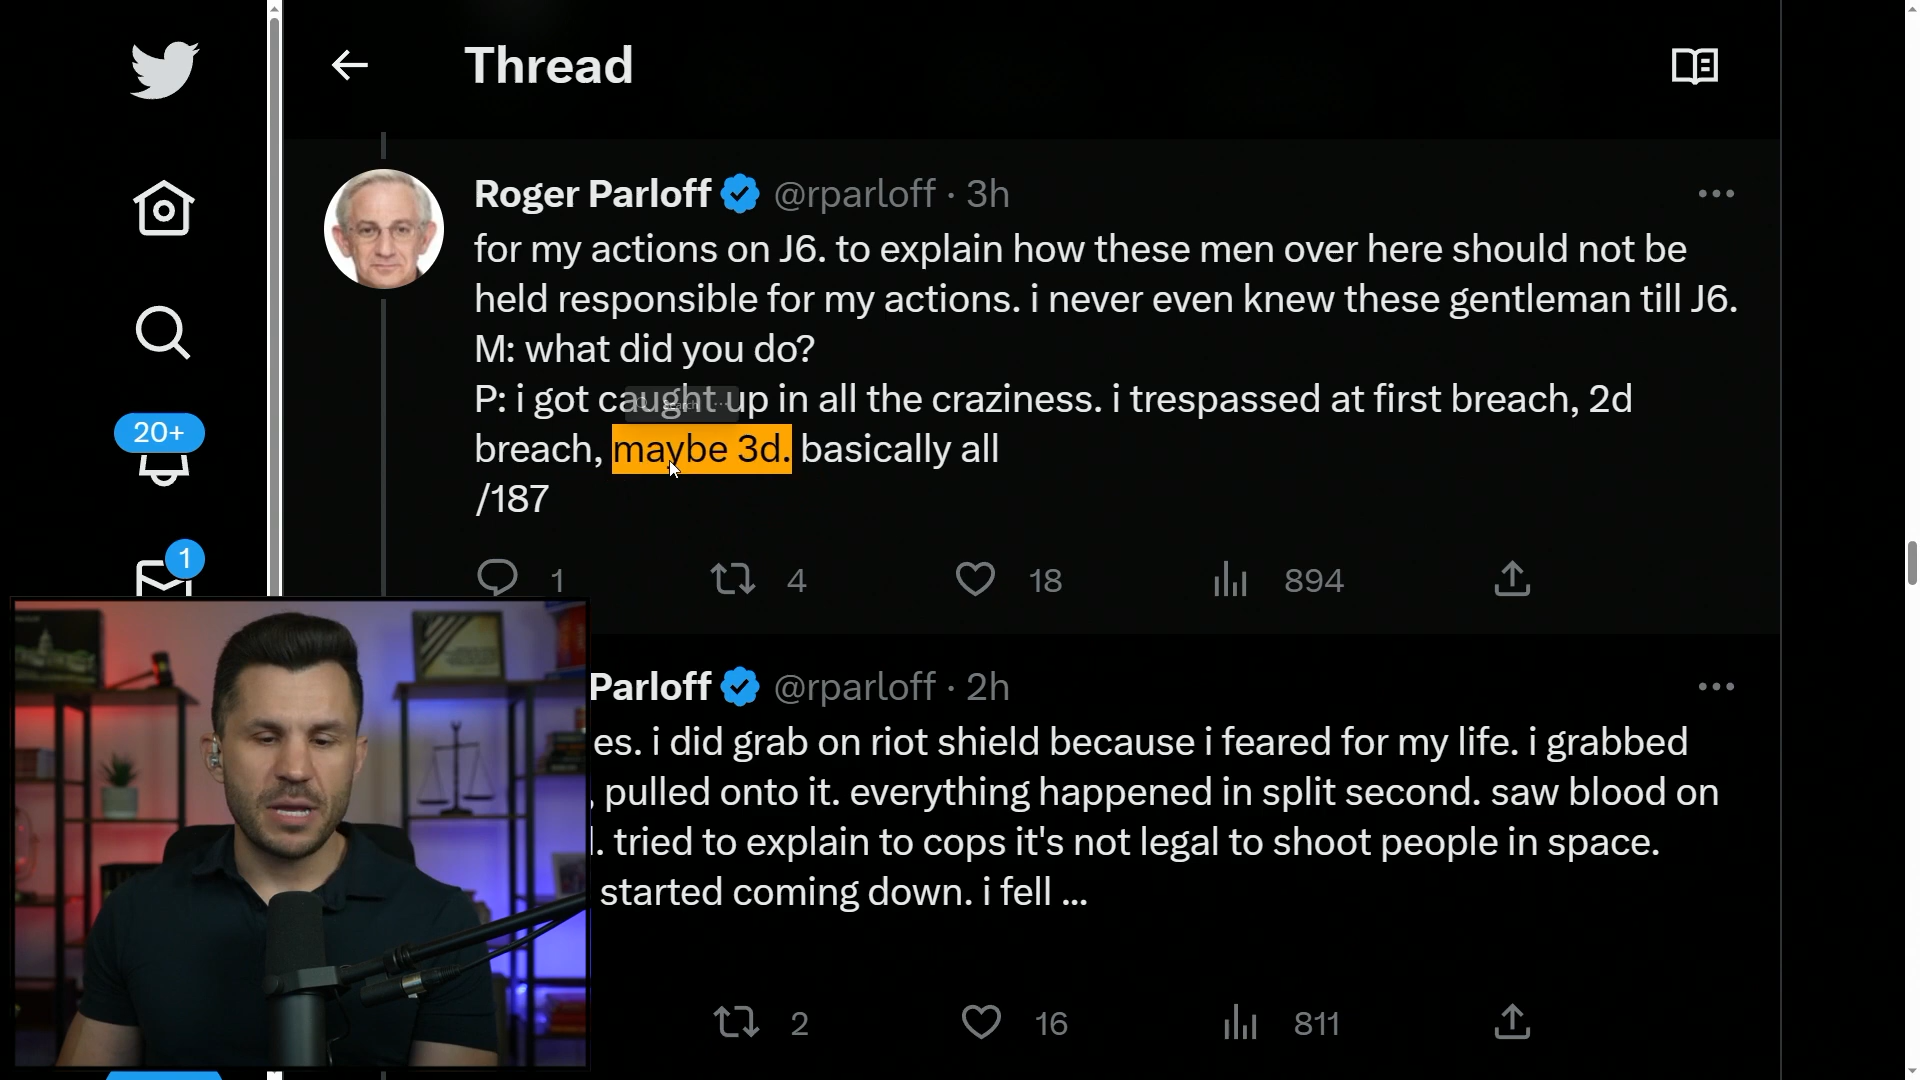 Thread
Roger Parloff @rparloff · 3h
for my actions on J6. to explain how these men over here should not be
held responsible for my actions. i never even knew these gentleman till J6.
M: what did you do?
P: i got caught up in all the craziness. i trespassed at first breach, 2d
Search
breach, maybe 3d. basically all
/187
20+
1
1 4 18 894
Parloff @rparloff · 2h
es. i did grab on riot shield because i feared for my life. i grabbed
, pulled onto it. everything happened in split second. saw blood on
. tried to explain to cops it's not legal to shoot people in space.
started coming down. i fell ...
2 16 811